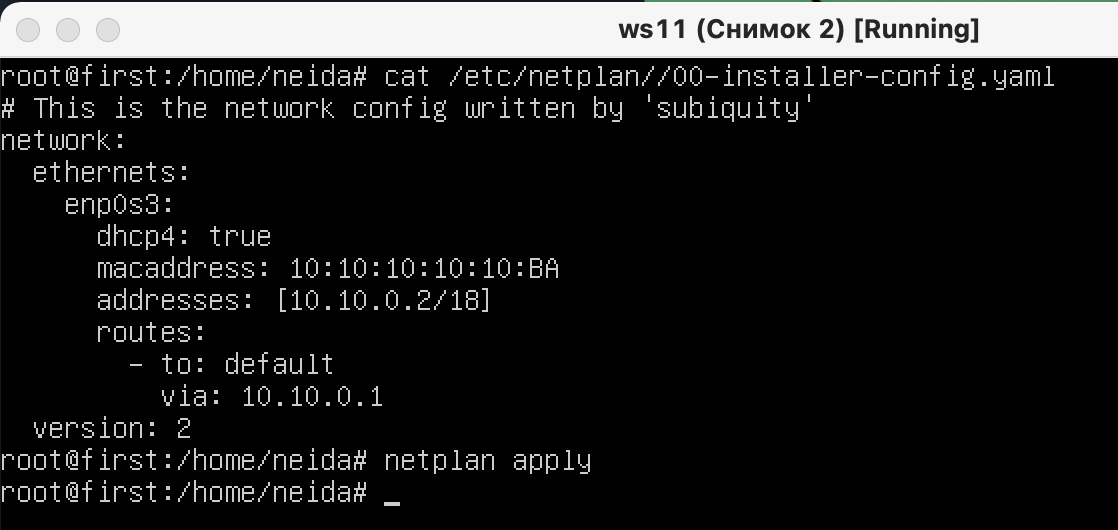 ws11 (Снимок 2) [Running]
root@first:/home/neida# cat /etc/netplan//00-installer-config.yaml
# This is the network config written by 'subiquity'
network:
  ethernets:
    enp0s3:
      dhcp4: true
      macaddress: 10:10:10:10:10:BA
      addresses: [10.10.0.2/18]
      routes:
        - to: default
          via: 10.10.0.1
  version: 2
root@first:/home/neida# netplan apply
root@first:/home/neida# _